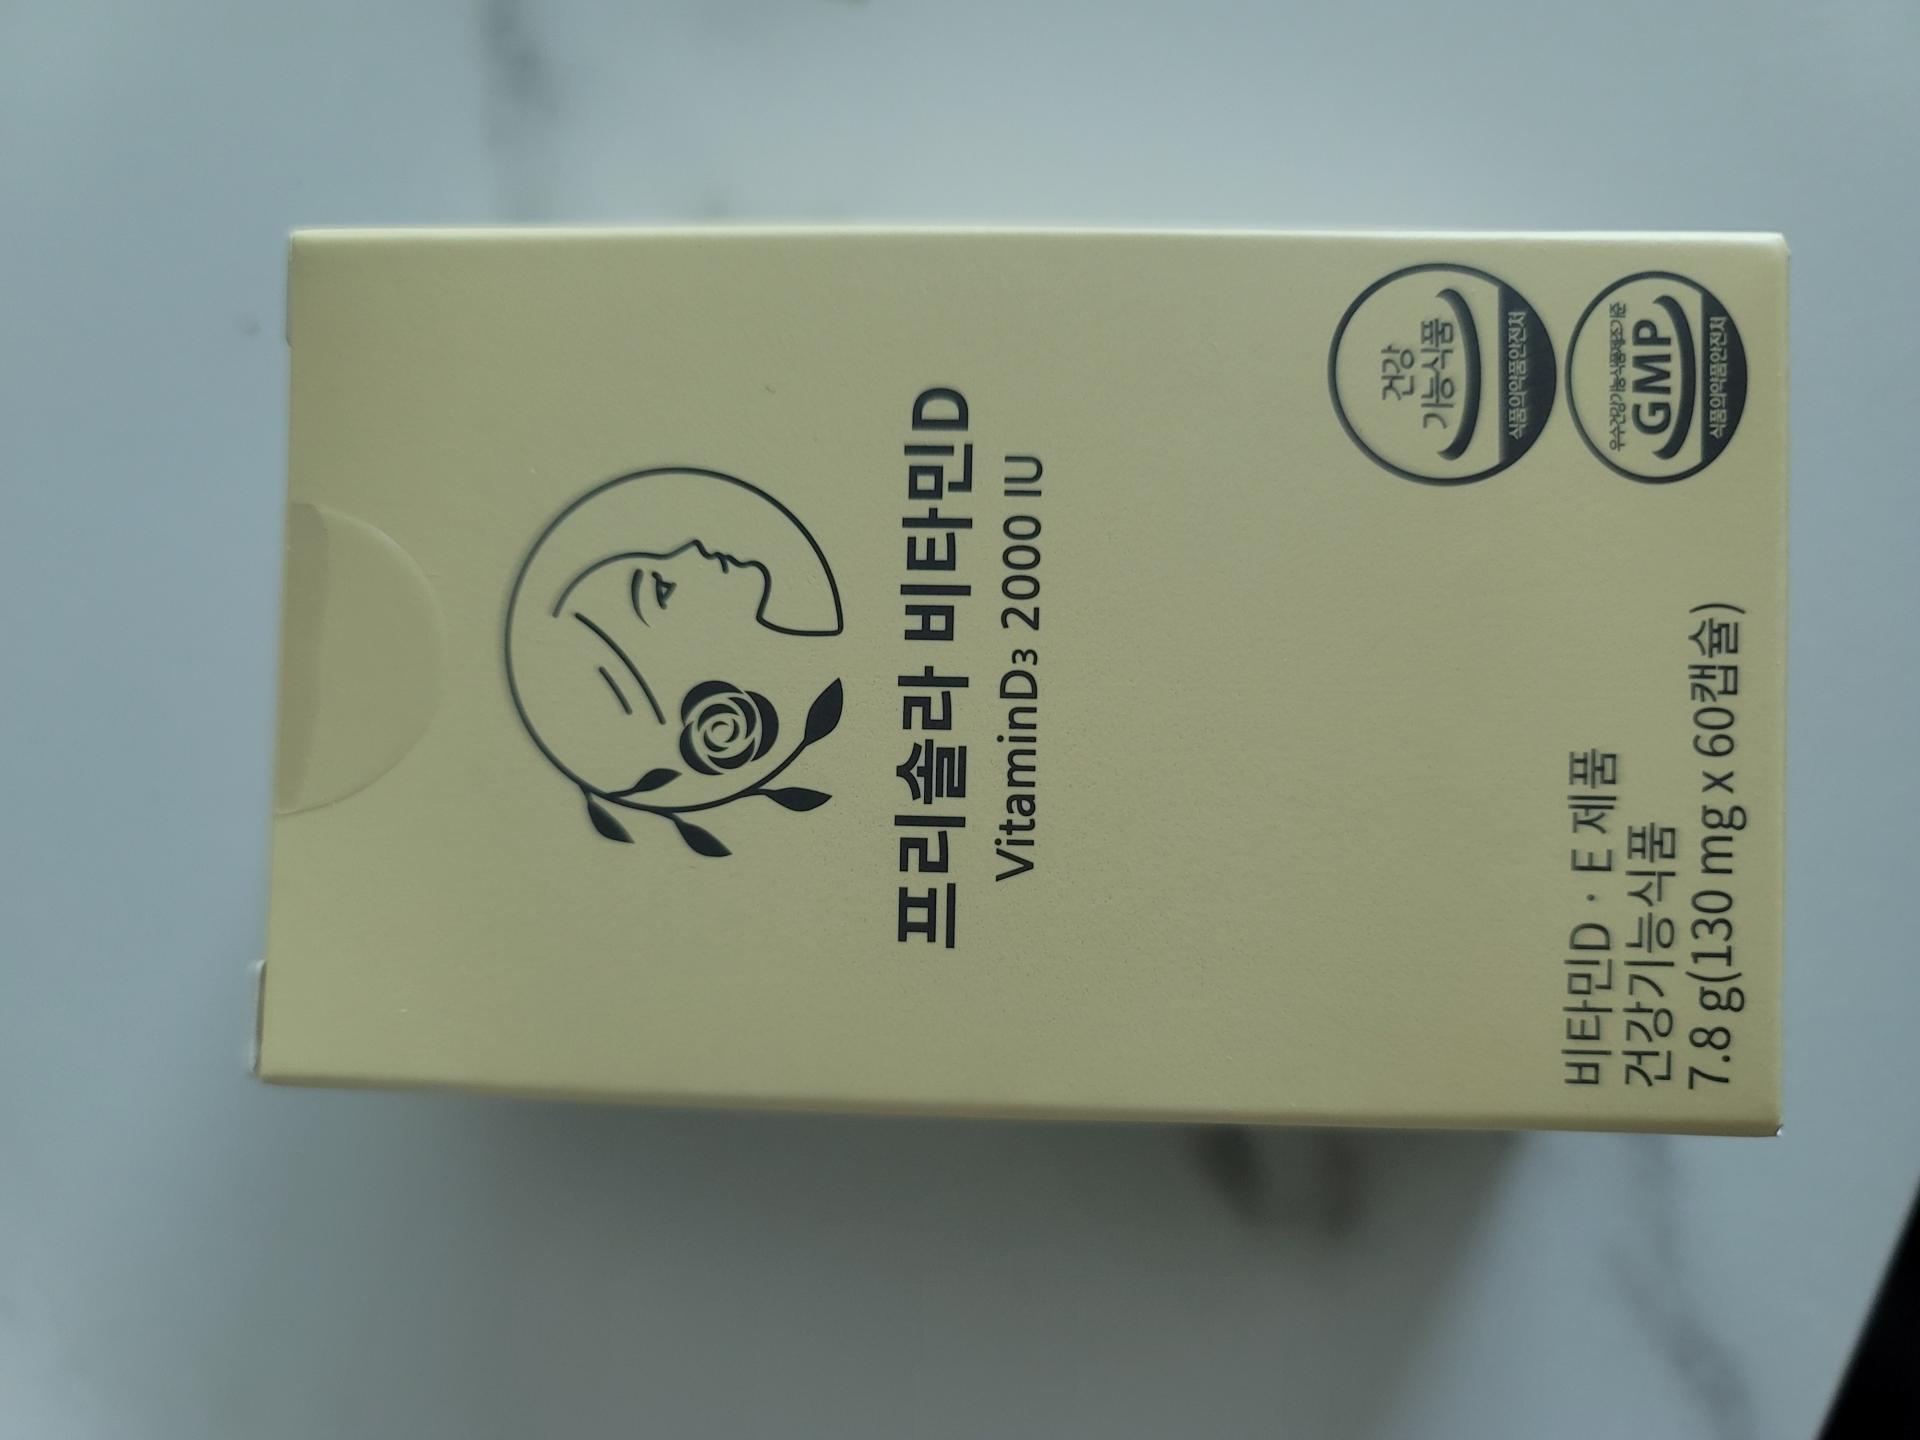 프리솔라 비타민D
VitaminD₃ 2000 IU
비타민D · E 제품
건강기능식품
7.8 g(130 mg x 60캡슐)
건강
기능식품
식품의약품안전처
우수건강기능식품제조기준
GMP
식품의약품안전처